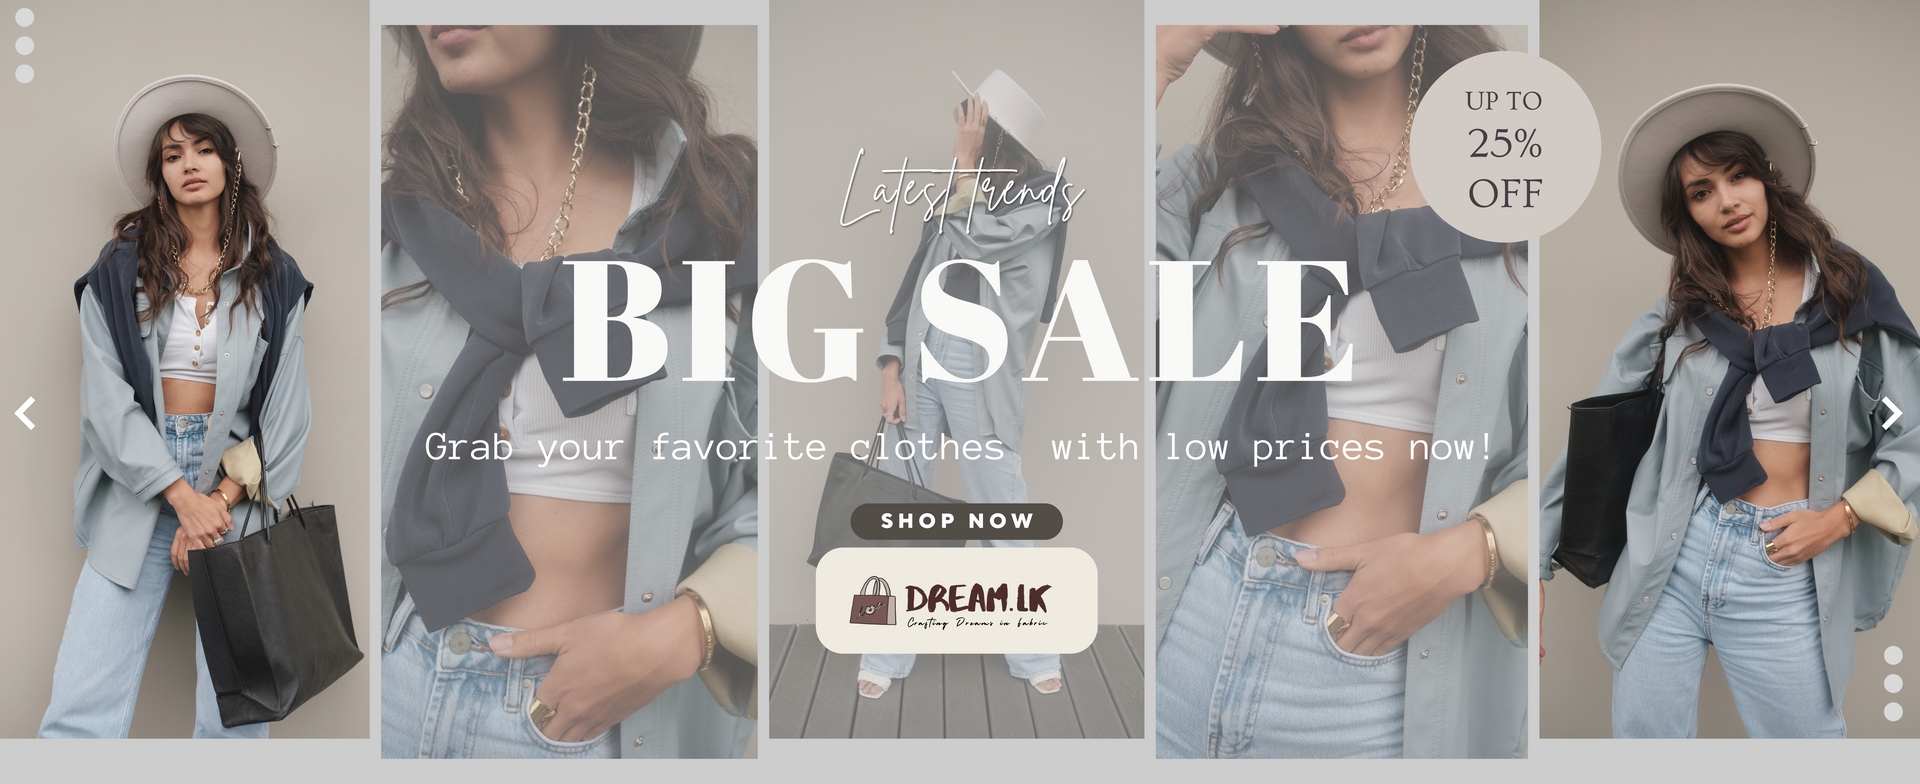 UP TO
25%
OFF
Latest trends
BIG SALE
Grab your favorite clothes with low prices now!
SHOP NOW
DREAM.LK
Crafting Dreams in fabric